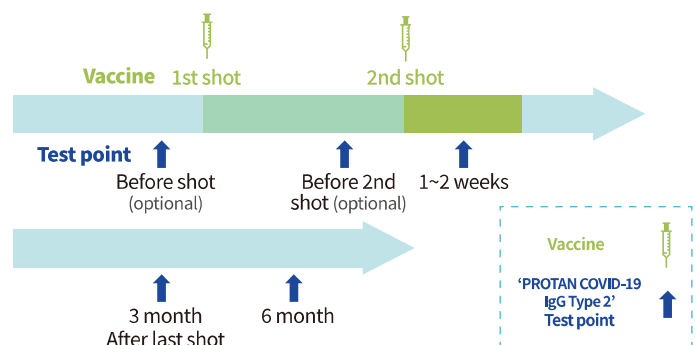 Vaccine 1st shot 2nd shot
Test point
Before shot
(optional)
Before 2nd
shot (optional)
1~2 weeks
3 month
After last shot
6 month
Vaccine
‘PROTAN COVID-19
IgG Type 2’
Test point